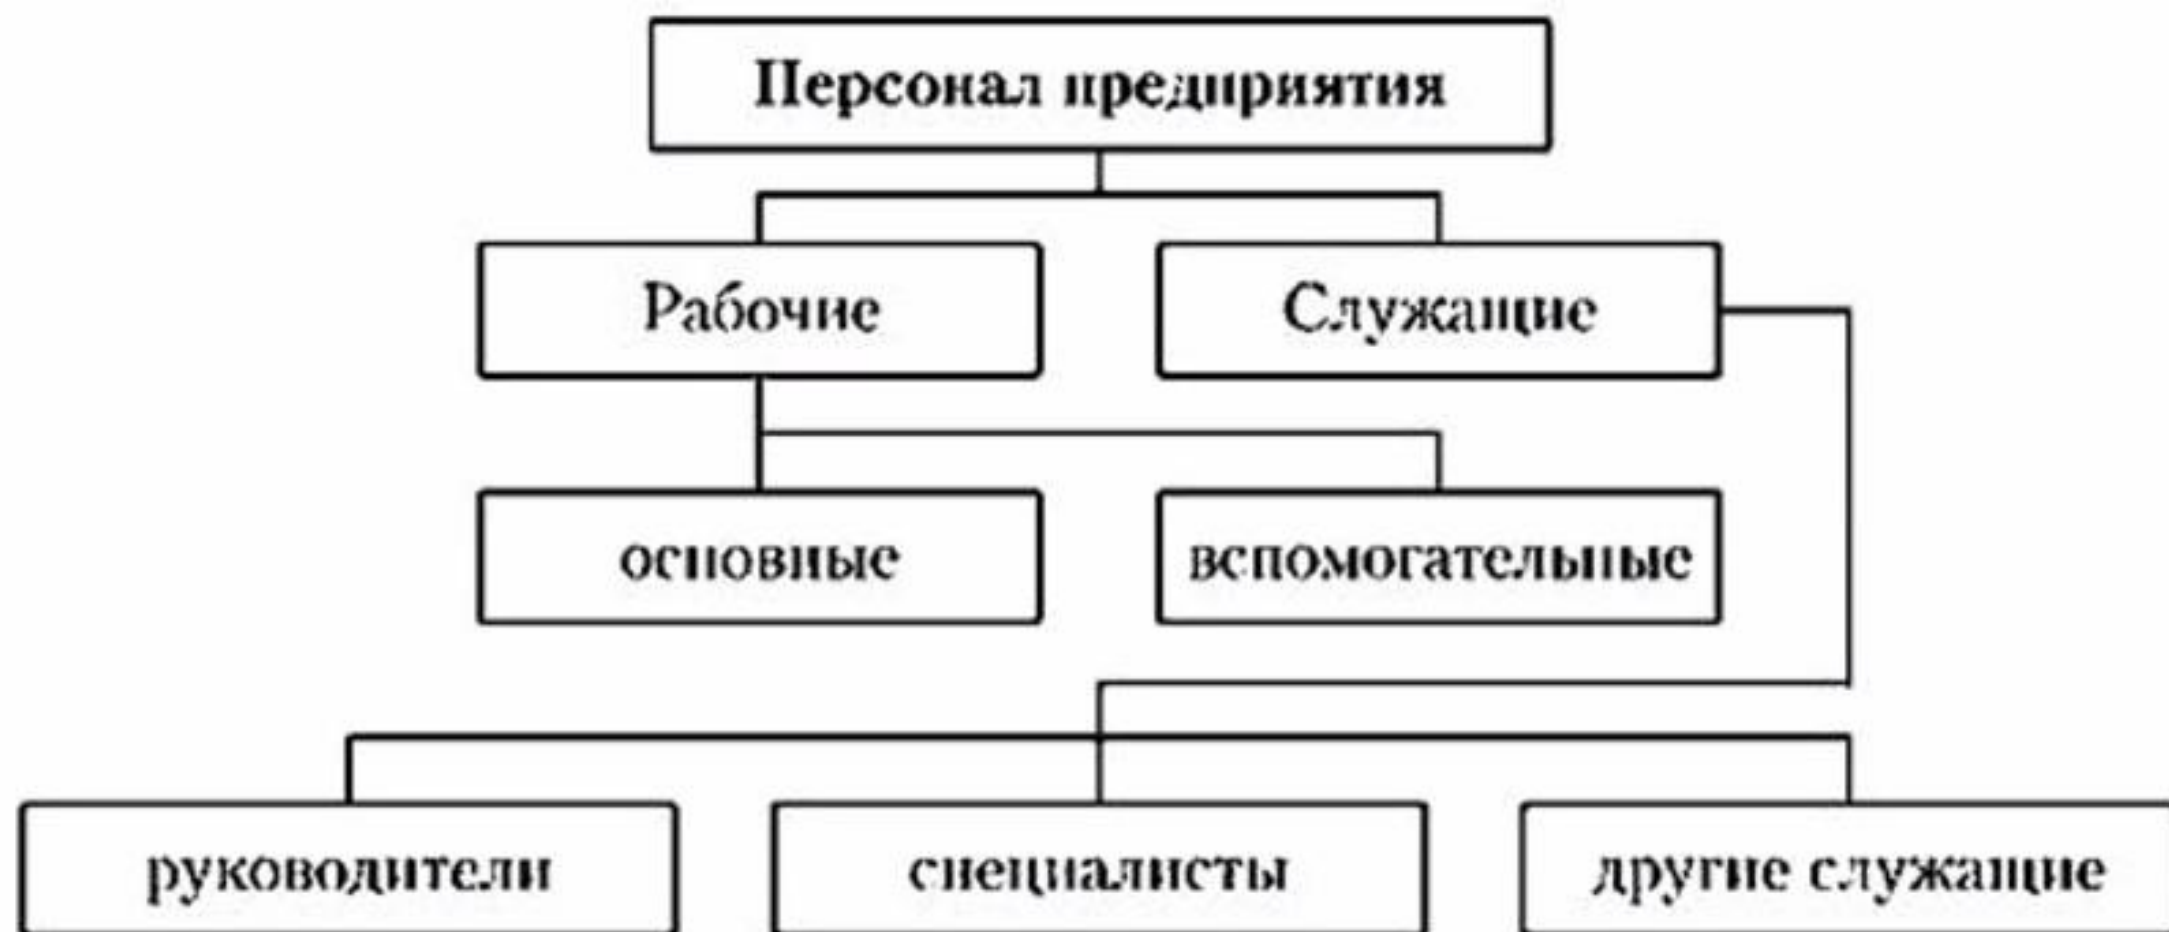 Персонал предприятия
Рабочие
Служащие
основные
вспомогательные
руководители
специалисты
другие служащие